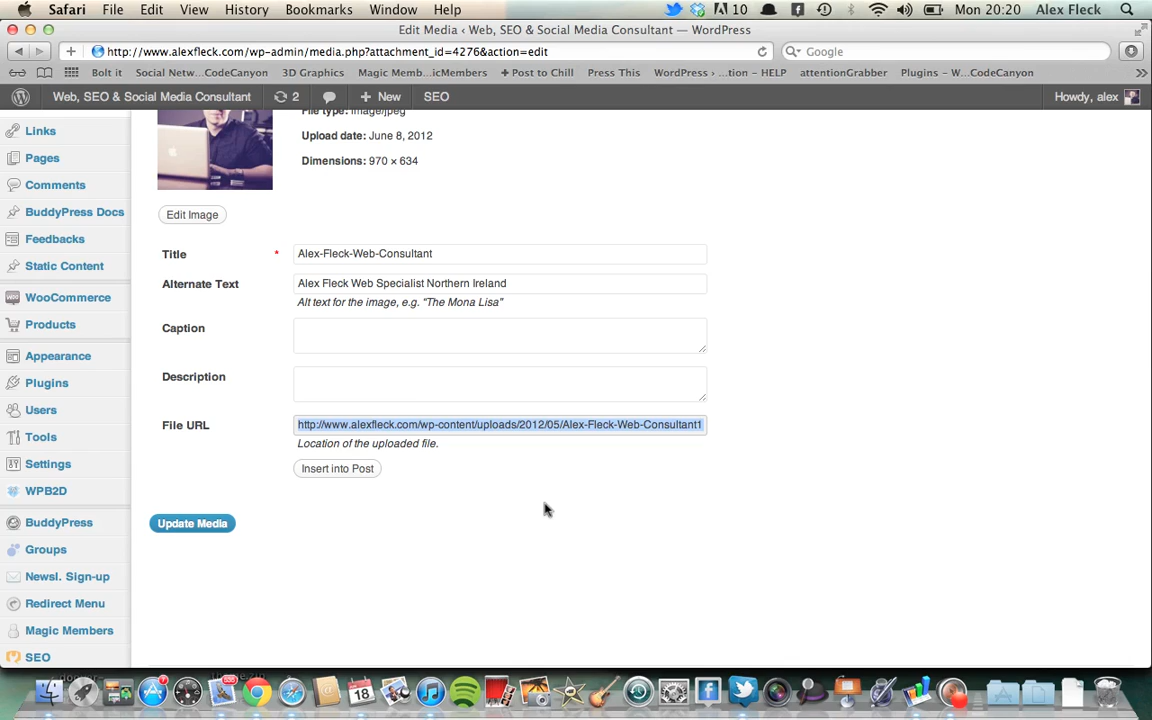 Safari File Edit View History Bookmarks Window Help 10 Mon 20:20 Alex Fleck
Edit Media ‹ Web, SEO & Social Media Consultant — WordPress
http://www.alexfleck.com/wp-admin/media.php?attachment_id=4276&action=edit Google
Bolt it Social Netw...CodeCanyon 3D Graphics Magic Memb...icMembers +Post to Chill Press This WordPress › ...tion – HELP attentionGrabber Plugins – W...CodeCanyon
Web, SEO & Social Media Consultant 2 New SEO Howdy, alex
File type: image/jpeg
Links
Upload date: June 8, 2012
Pages
Dimensions: 970 × 634
Comments
BuddyPress Docs
Edit Image
Feedbacks
Title * Alex-Fleck-Web-Consultant
Static Content
Alternate Text Alex Fleck Web Specialist Northern Ireland
WooCommerce
Alt text for the image, e.g. “The Mona Lisa”
Products
Caption
Appearance
Description
Plugins
Users
File URL http://www.alexfleck.com/wp-content/uploads/2012/05/Alex-Fleck-Web-Consultant1
Tools
Location of the uploaded file.
Settings
Insert into Post
WPB2D
BuddyPress
Update Media
Groups
Newsl. Sign-up
Redirect Menu
Magic Members
SEO
18